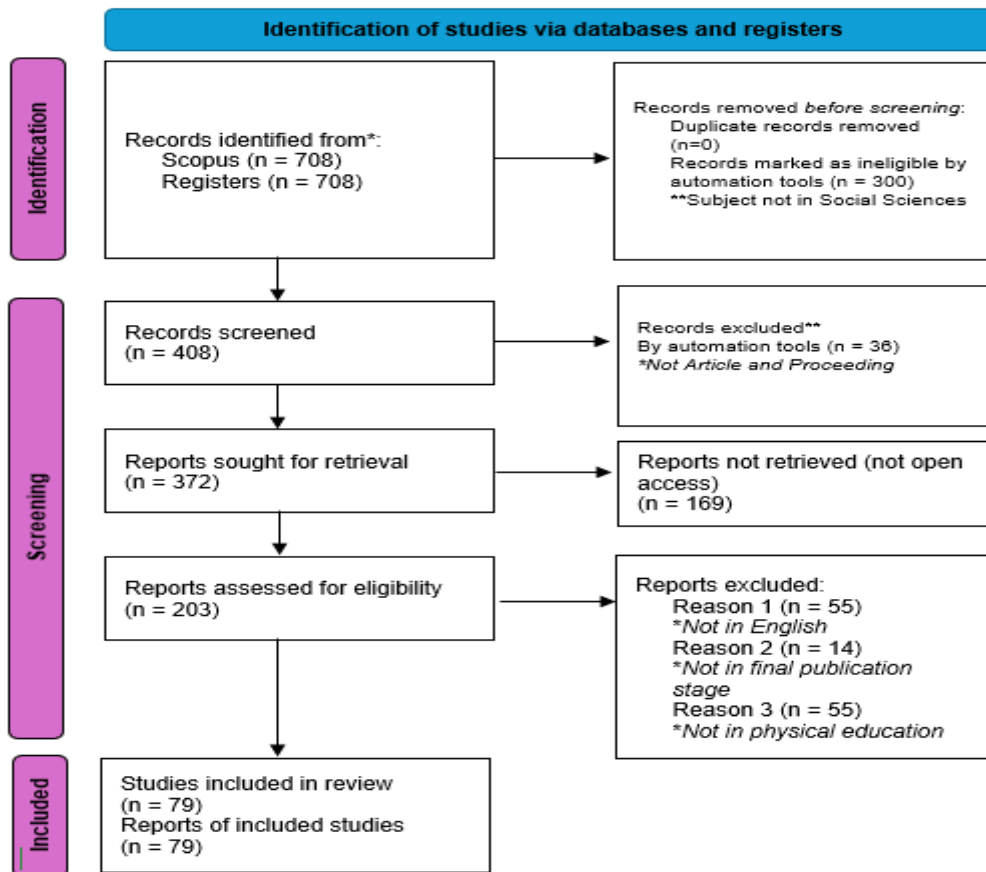 Identification of studies via databases and registers
Identification
Records identified from*:
Scopus (n = 708)
Registers (n = 708)
Records removed before screening:
Duplicate records removed
(n=0)
Records marked as ineligible by
automation tools (n = 300)
**Subject not in Social Sciences
Screening
Records screened
(n = 408)
Records excluded**
By automation tools (n = 36)
*Not Article and Proceeding
Reports sought for retrieval
(n = 372)
Reports not retrieved (not open
access)
(n = 169)
Reports assessed for eligibility
(n = 203)
Reports excluded:
Reason 1 (n = 55)
*Not in English
Reason 2 (n = 14)
*Not in final publication
stage
Reason 3 (n = 55)
*Not in physical education
Included
Studies included in review
(n = 79)
Reports of included studies
(n = 79)